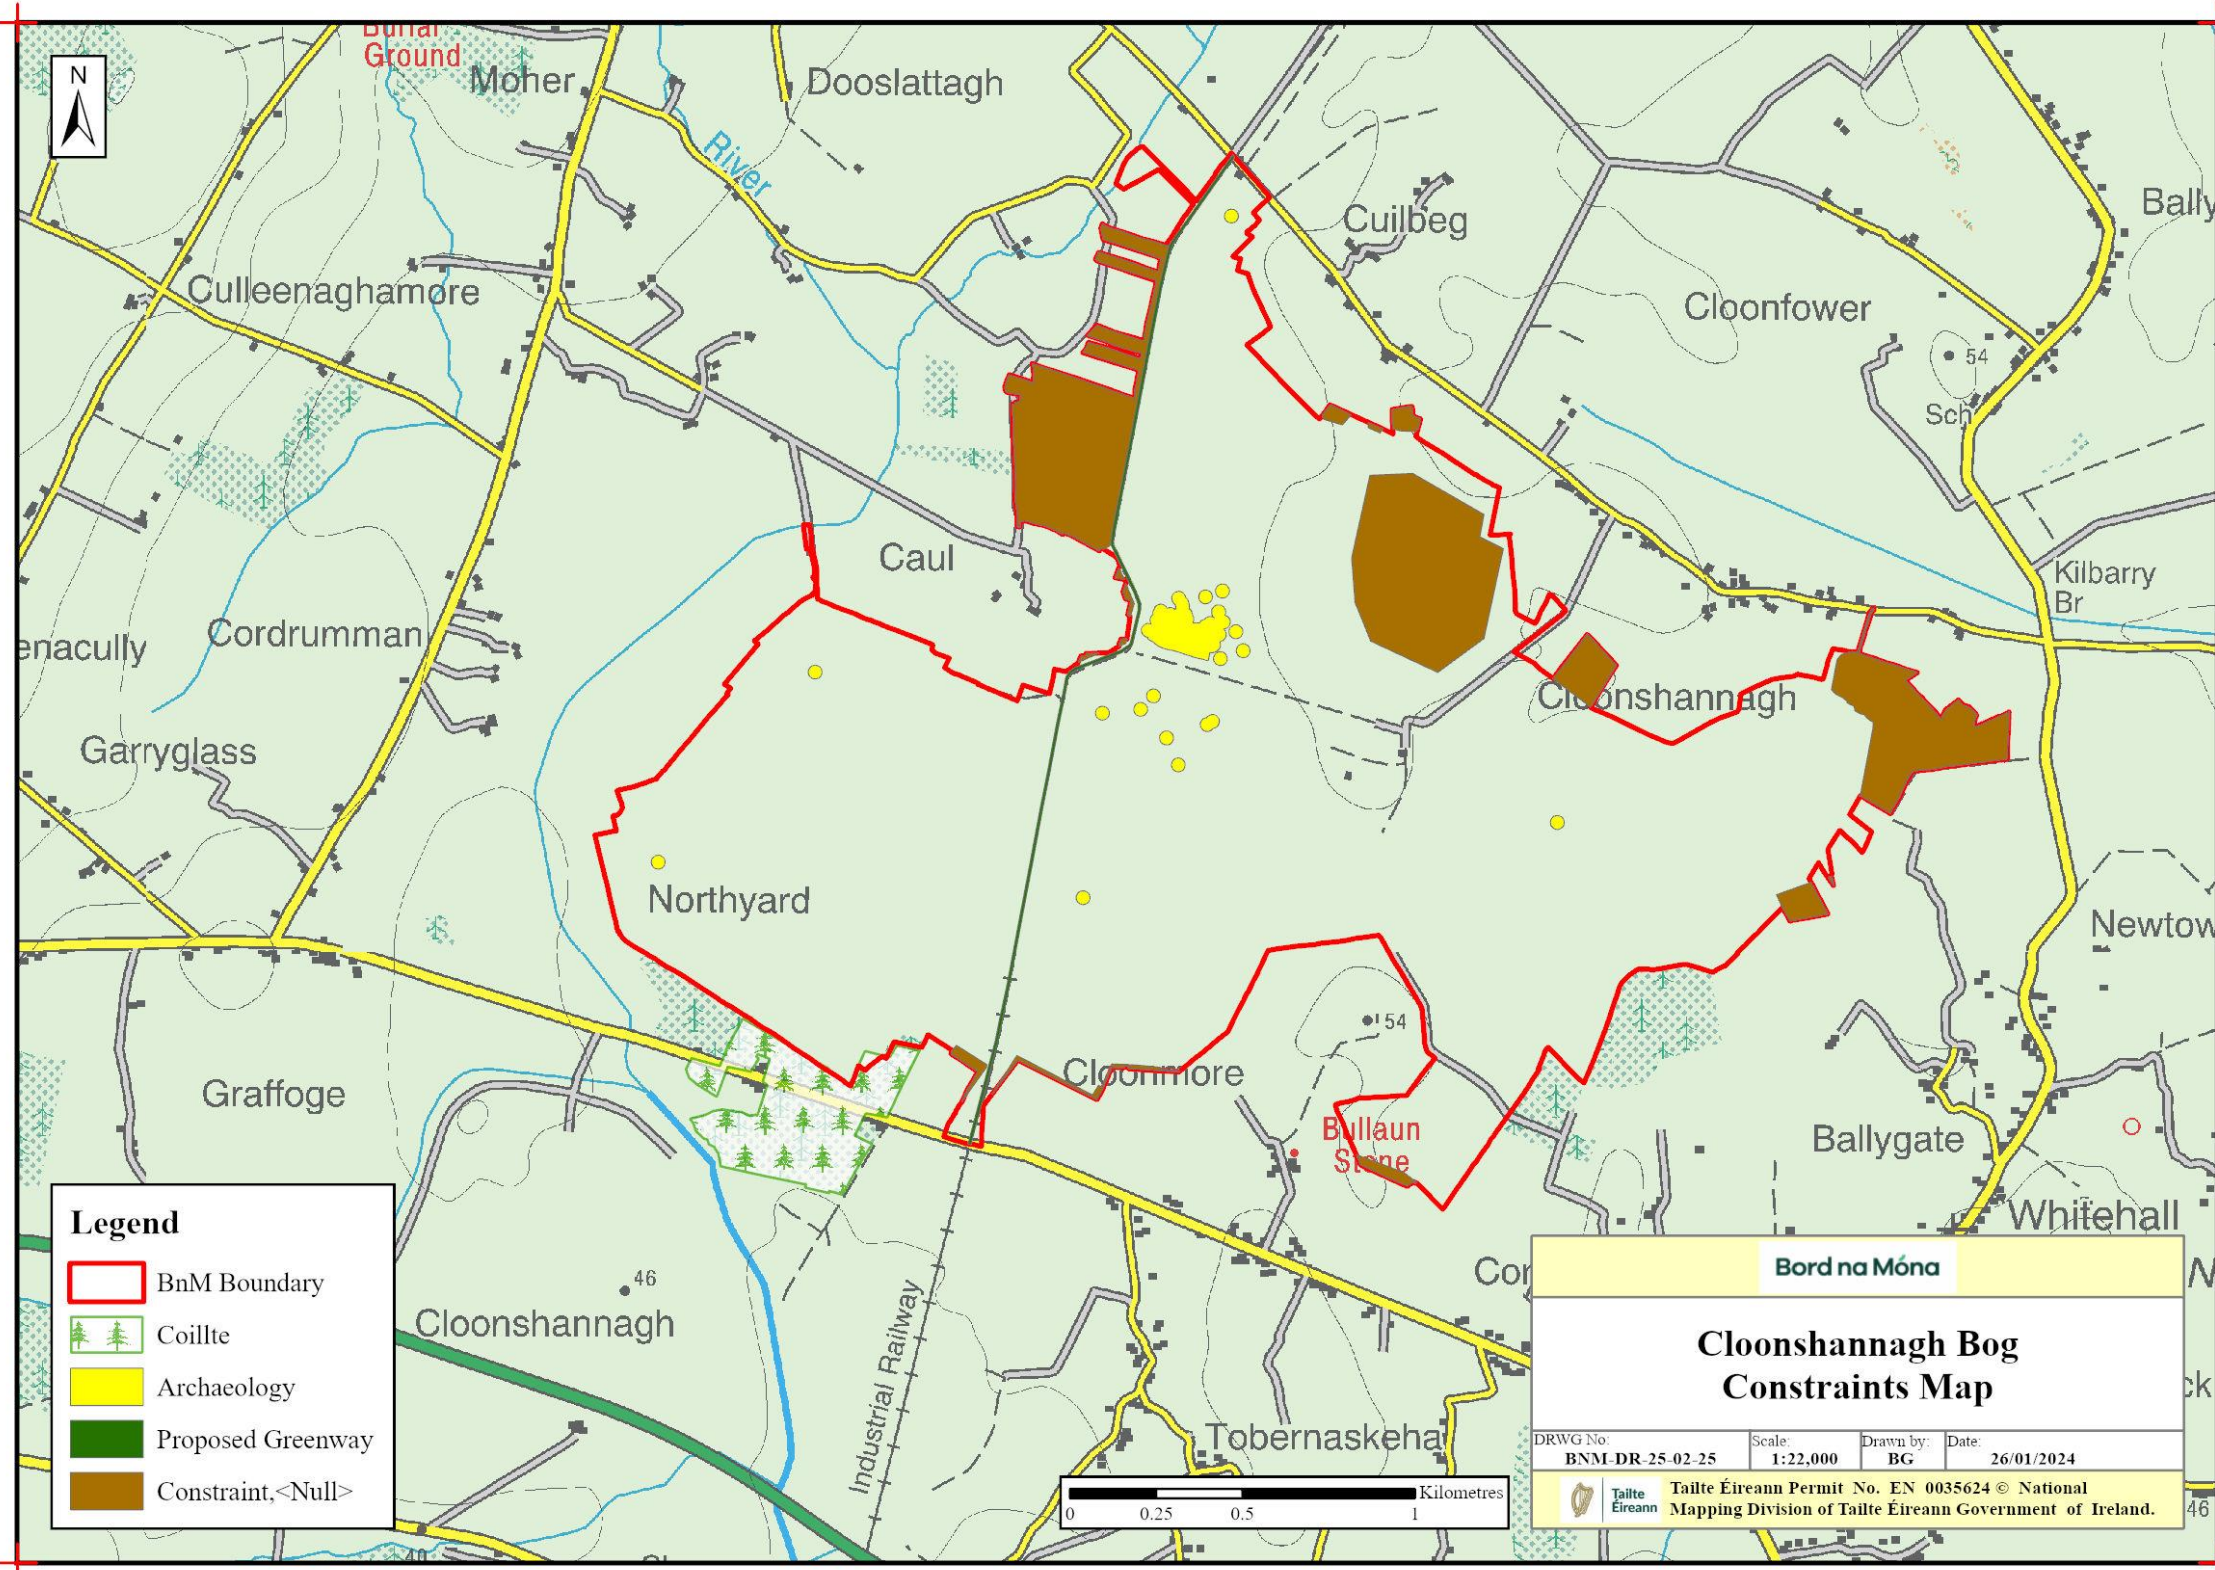 Ground
N
Moher
Dooslattagh
River
Cuilbeg
Bally
Culleenaghamore
Cloonfower
54
Sch
Caul
Kilbarry
Br
enacully
Cordrumman
Cloonshannagh
Garryglass
Northyard
Newtow
54
Cloonmore
Graffoge
Bullaun
Stone
Ballygate
Whitehall
Legend
BnM Boundary
Coillte
Archaeology
Proposed Greenway
Constraint,<Null>
46
Cloonshannagh
Industrial Railway
Tobernaskeha
Cor
N
ck
46
40
Kilometres
0
0.25
0.5
1
Bord na Móna
Cloonshannagh Bog
Constraints Map
DRWG No:
BNM-DR-25-02-25
Scale:
1:22,000
Drawn by:
BG
Date:
26/01/2024
Tailte
Éireann
Tailte Éireann Permit No. EN 0035624 © National
Mapping Division of Tailte Éireann Government of Ireland.